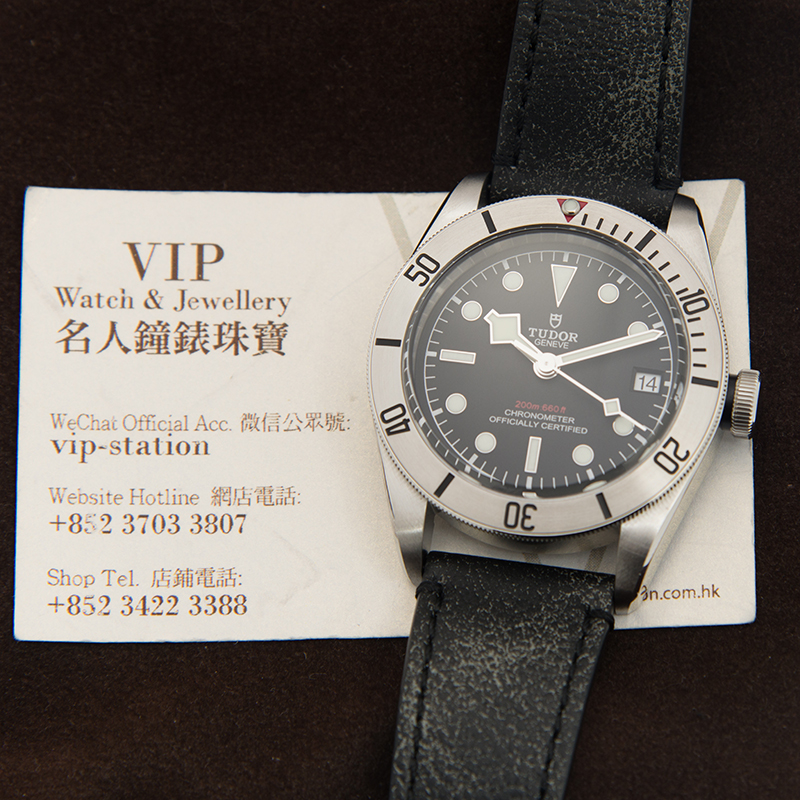 VIP
Watch & Jewellery
名人鐘錶珠寶
WeChat Official Acc. 微信公眾號:
vip-station
Website Hotline 網店電話:
+852 3703 3807
Shop Tel. 店鋪電話:
+852 3422 3388
n.com.hk
50
10
40
20
30
TUDOR
GENEVE
14
200m 660ft
CHRONOMETER
OFFICIALLY CERTIFIED